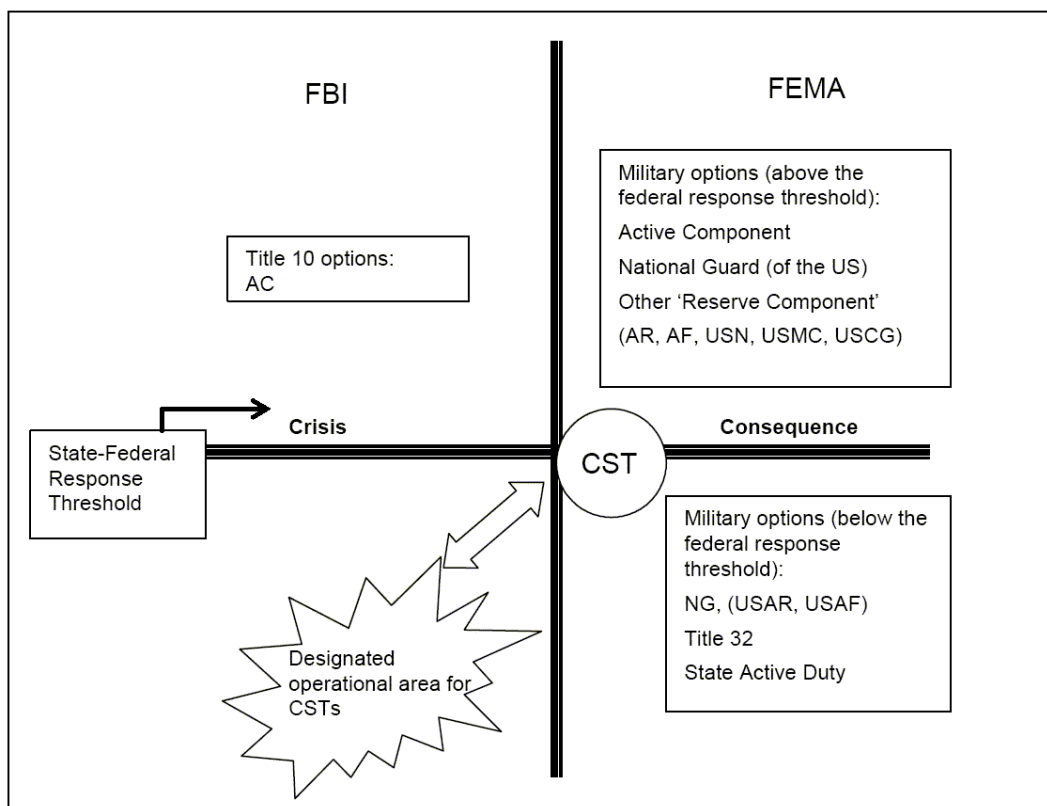 FBI
FEMA
Title 10 options:
AC
Military options (above the
federal response threshold):
Active Component
National Guard (of the US)
Other ‘Reserve Component’
(AR, AF, USN, USMC, USCG)
State-Federal
Response
Threshold
Crisis
CST
Consequence
Designated
operational area for
CSTs
Military options (below the
federal response
threshold):
NG, (USAR, USAF)
Title 32
State Active Duty